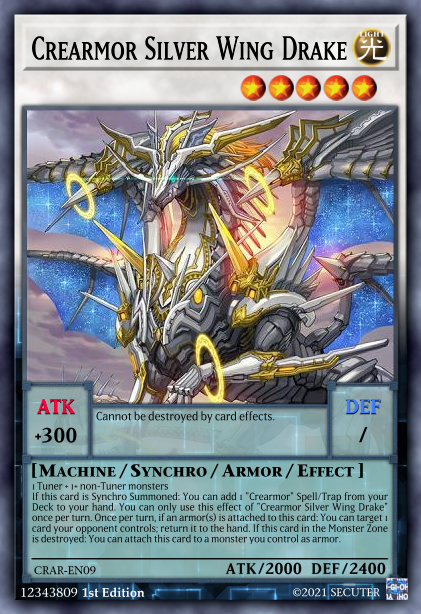 Crearmor Silver Wing Drake
LIGHT
光
ATK
+300
Cannot be destroyed by card effects.
DEF
/
[Machine / Synchro / Armor / Effect]
1 Tuner + 1+ non-Tuner monsters
If this card is Synchro Summoned: You can add 1 "Crearmor" Spell/Trap from your
Deck to your hand. You can only use this effect of "Crearmor Silver Wing Drake"
once per turn. Once per turn, if an armor(s) is attached to this card: You can target 1
card your opponent controls; return it to the hand. If this card in the Monster Zone
is destroyed: You can attach this card to a monster you control as armor.
CRAR-EN09
ATK/2000 DEF/2400
12343809 1st Edition
©2021 SECUTER